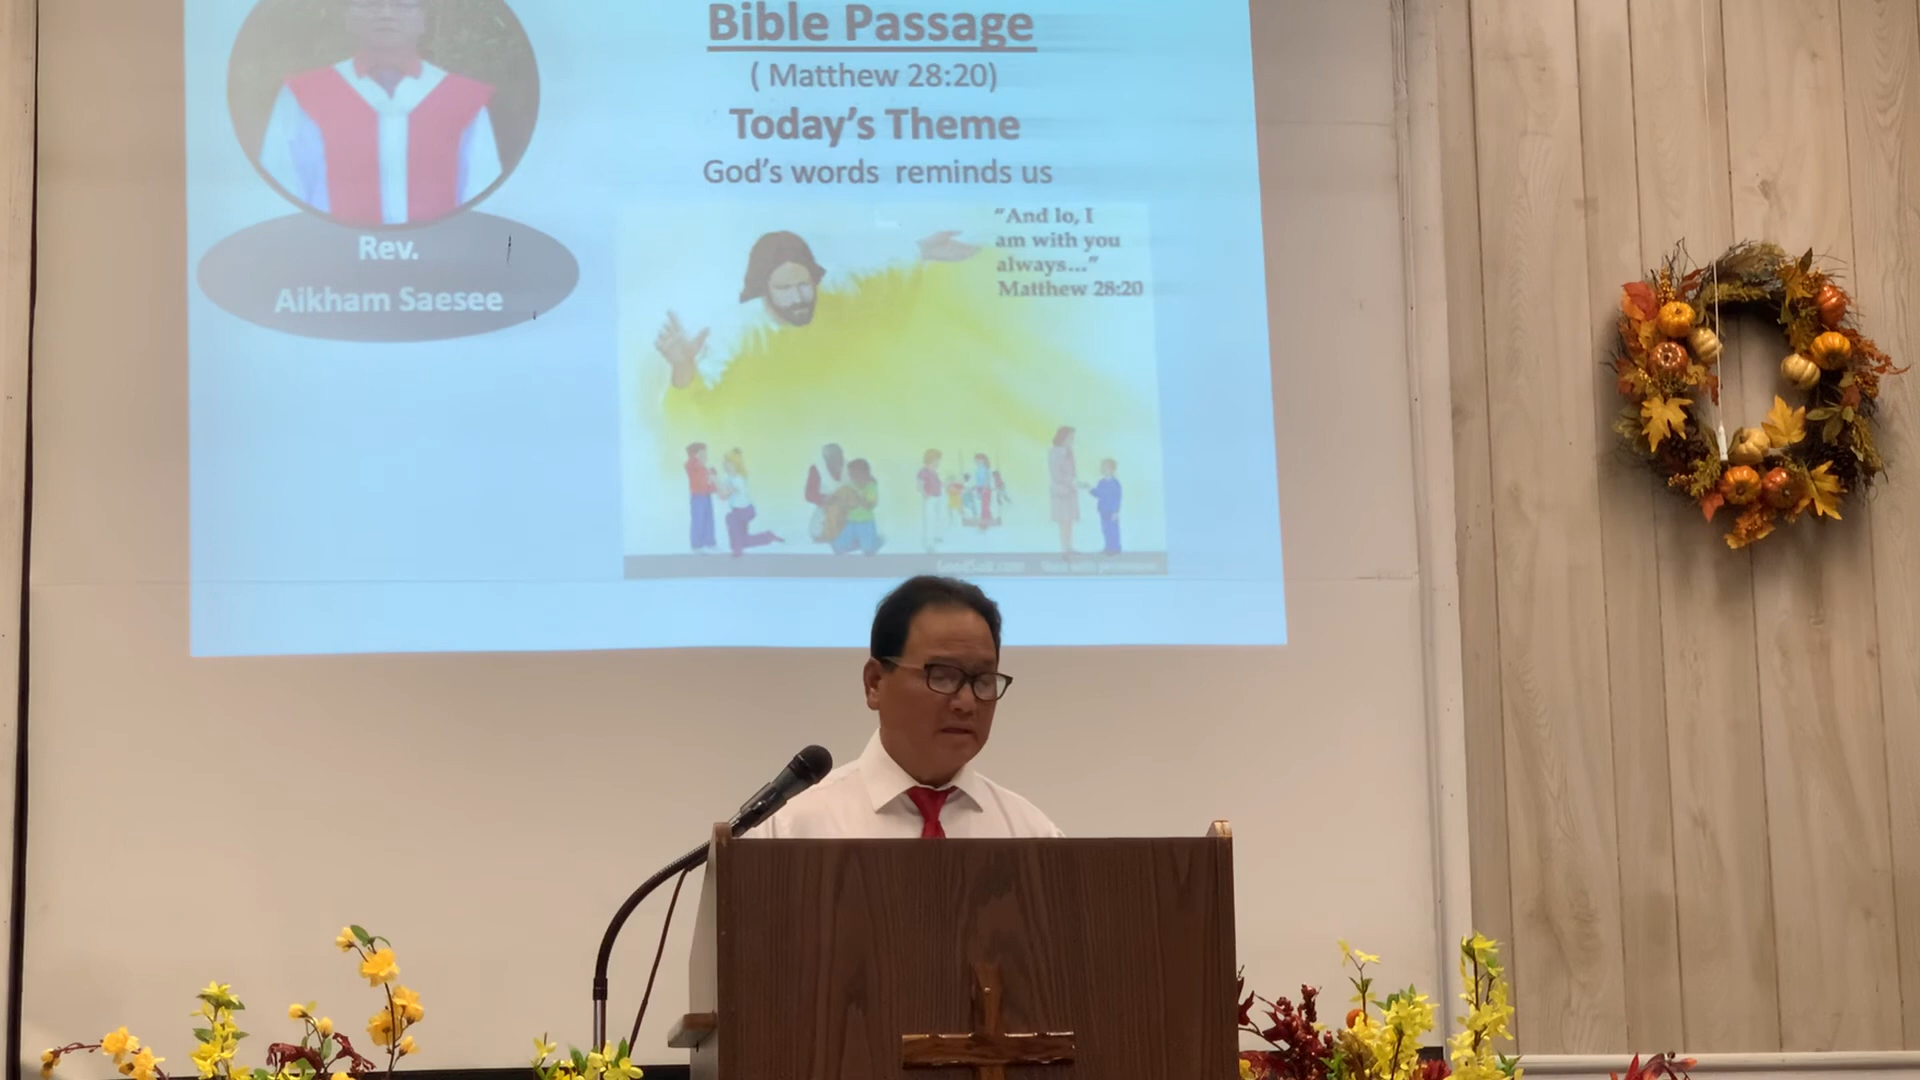 Bible Passage
( Matthew 28:20)
Today's Theme
God's words reminds us
Rev.
Aikham Saesee
"And lo, I
am with you
always..."
Matthew 28:20